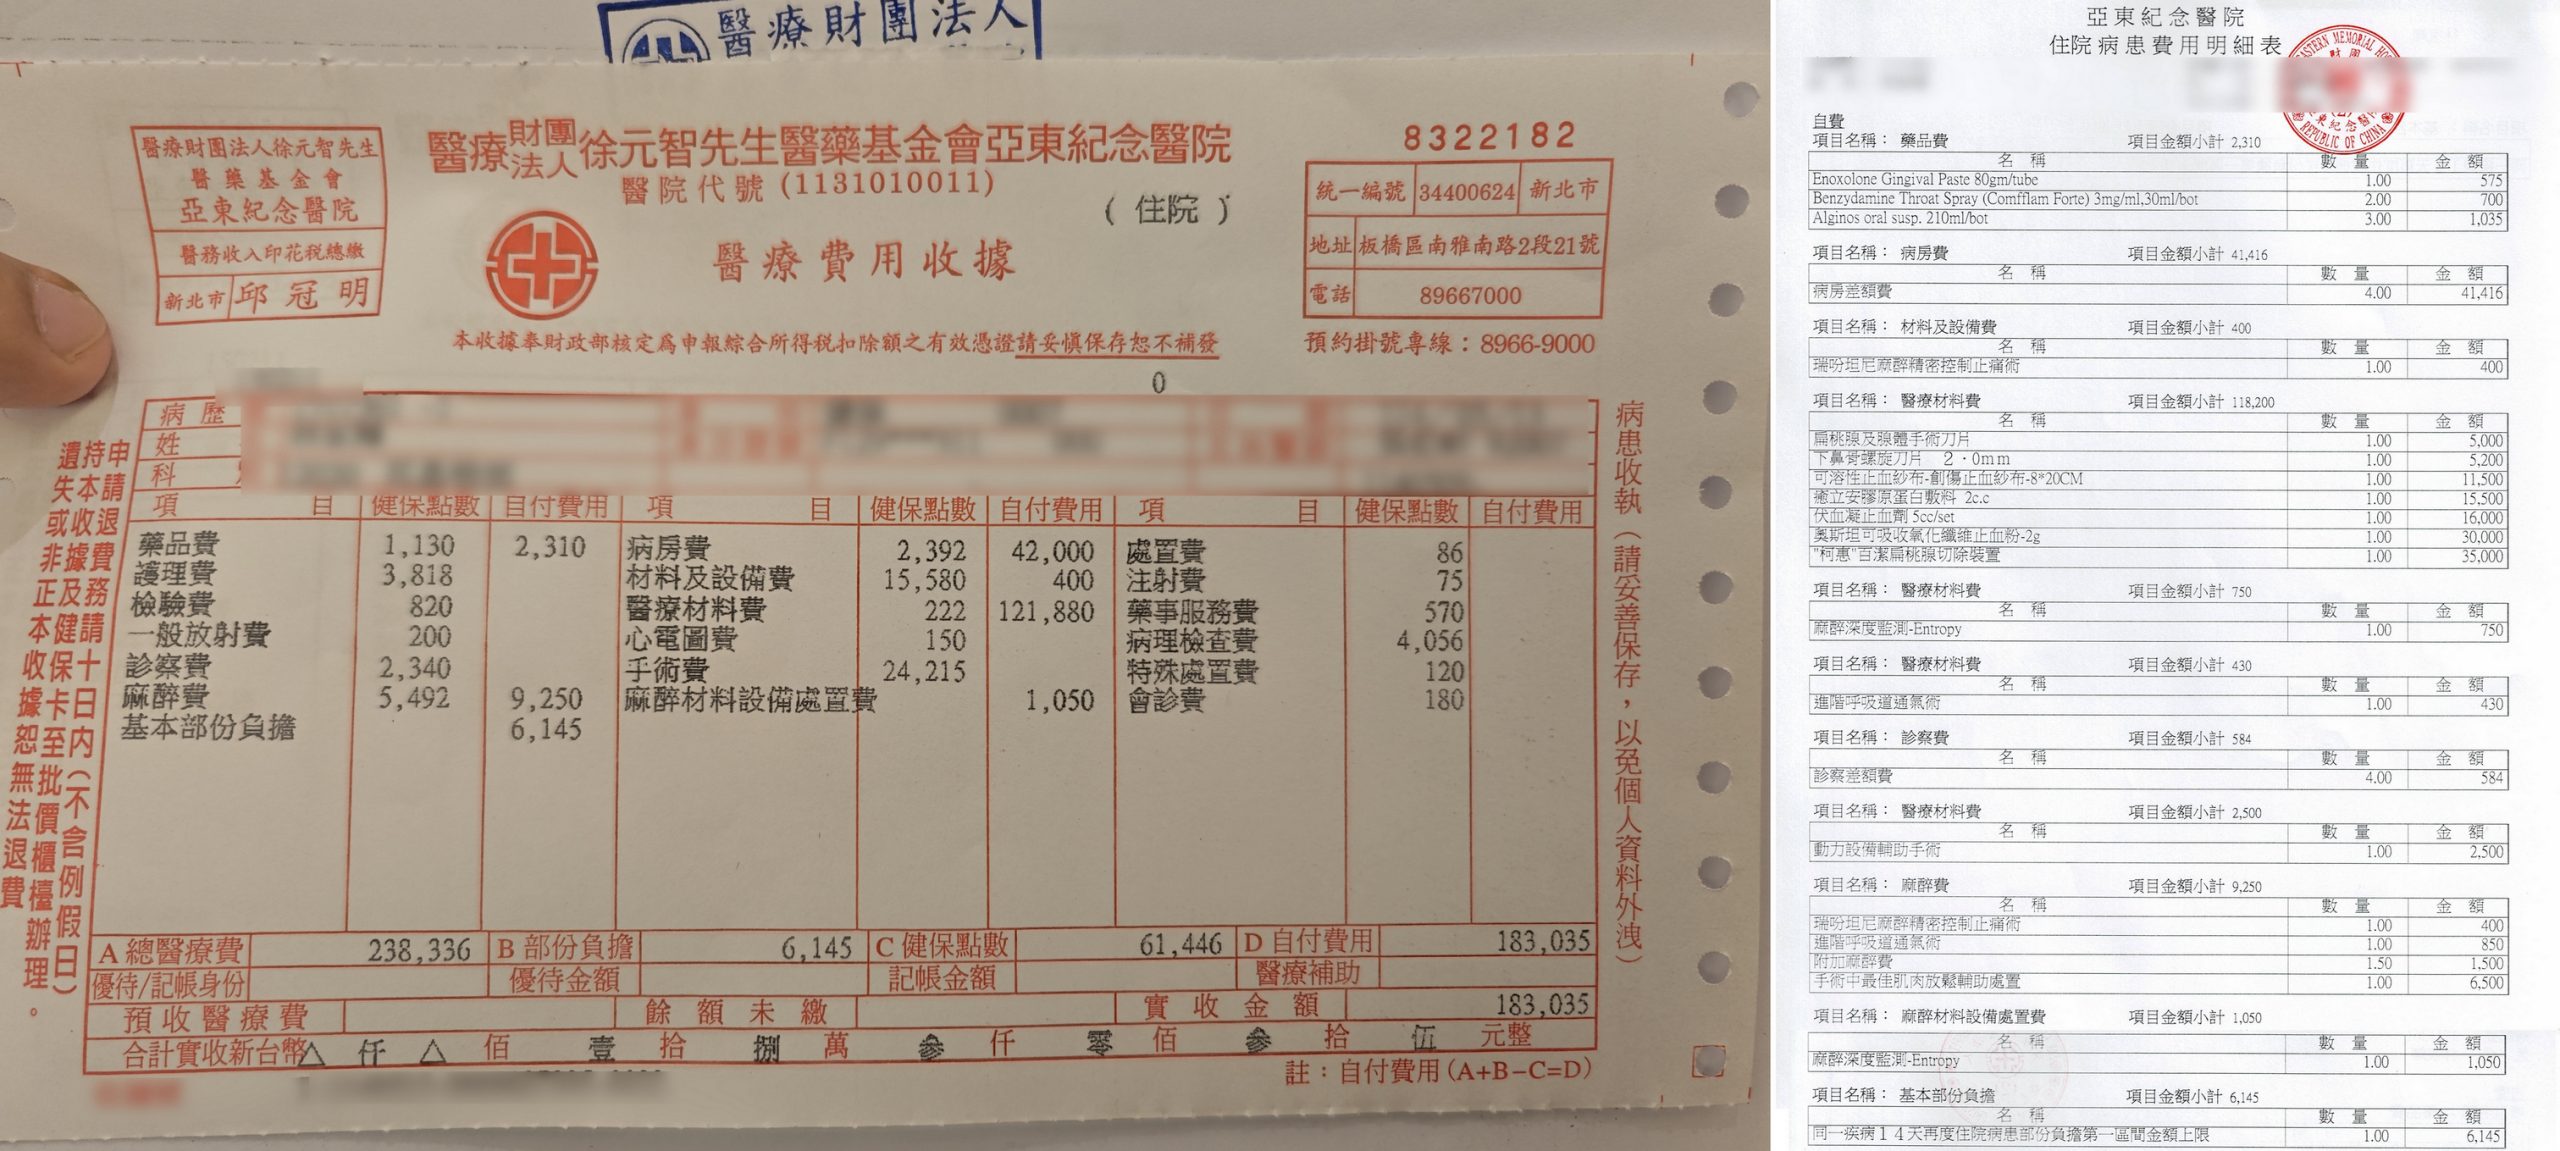 醫療財團法人
醫療財團法人徐元智先生
醫藥基金會
亞東紀念醫院
醫務收入印花稅總繳
新北市 邱冠明
醫療財團法人徐元智先生醫藥基金會亞東紀念醫院
醫院代號(1131010011)
(住院)
醫療費用收據
本收據奉財政部核定爲申報綜合所得稅扣除額之有效憑證請妥慎保存恕不補發
8322182
統一編號 34400624 新北市
地址 板橋區南雅南路2段21號
電話 89667000
預約掛號專線：8966-9000
0
病歷
姓
科
項 目 健保點數 自付費用 項 目 健保點數 自付費用 項 目 健保點數 自付費用
藥品費 1,130 2,310 病房費 2,392 42,000 處置費 86
護理費 3,818 材料及設備費 15,580 400 注射費 75
檢驗費 820 醫療材料費 222 121,880 藥事服務費 570
一般放射費 200 心電圖費 150 病理檢查費 4,056
診察費 2,340 手術費 24,215 特殊處置費 120
麻醉費 5,492 9,250 麻醉材料設備處置費 1,050 會診費 180
基本部份負擔 6,145
A 總醫療費 238,336 B 部份負擔 6,145 C 健保點數 61,446 D 自付費用 183,035
優待/記帳身份 優待金額 記帳金額 醫療補助
預收醫療費 餘額未繳 實收金額 183,035
合計實收新台幣 △ 仟 △ 佰 壹 拾 捌 萬 參 仟 零 佰 參 拾 伍 元整
註：自付費用(A+B−C=D)
申請退費務請十日內(不含例假日)
持本收據及健保卡至批價櫃檯辦理。
遺失或非正本收據恕無法退費
病患收執(請妥善保存，以免個人資料外洩)
亞東紀念醫院
住院病患費用明細表
EASTERN MEMORIAL HO
財團
東紀念醫
REPUBLIC OF CHINA
自費
項目名稱： 藥品費 項目金額小計 2,310
名 稱 數 量 金 額
Enoxolone Gingival Paste 80gm/tube 1.00 575
Benzydamine Throat Spray (Comfflam Forte) 3mg/ml,30ml/bot 2.00 700
Alginos oral susp. 210ml/bot 3.00 1,035
項目名稱： 病房費 項目金額小計 41,416
名 稱 數 量 金 額
病房差額費 4.00 41,416
項目名稱： 材料及設備費 項目金額小計 400
名 稱 數 量 金 額
瑞吩坦尼麻醉精密控制止痛術 1.00 400
項目名稱： 醫療材料費 項目金額小計 118,200
名 稱 數 量 金 額
扁桃腺及腺體手術刀片 1.00 5,000
下鼻骨螺旋刀片 2．0mm 1.00 5,200
可溶性止血紗布-創傷止血紗布-8*20CM 1.00 11,500
癒立安膠原蛋白敷料 2c.c 1.00 15,500
伏血凝止血劑 5cc/set 1.00 16,000
奧斯坦可吸收氧化纖維止血粉-2g 1.00 30,000
"柯惠"百潔扁桃腺切除裝置 1.00 35,000
項目名稱： 醫療材料費 項目金額小計 750
名 稱 數 量 金 額
麻醉深度監測-Entropy 1.00 750
項目名稱： 醫療材料費 項目金額小計 430
名 稱 數 量 金 額
進階呼吸道通氣術 1.00 430
項目名稱： 診察費 項目金額小計 584
名 稱 數 量 金 額
診察差額費 4.00 584
項目名稱： 醫療材料費 項目金額小計 2,500
名 稱 數 量 金 額
動力設備輔助手術 1.00 2,500
項目名稱： 麻醉費 項目金額小計 9,250
名 稱 數 量 金 額
瑞吩坦尼麻醉精密控制止痛術 1.00 400
進階呼吸道通氣術 1.00 850
附加麻醉費 1.50 1,500
手術中最佳肌肉放鬆輔助處置 1.00 6,500
項目名稱： 麻醉材料設備處置費 項目金額小計 1,050
名 稱 數 量 金 額
麻醉深度監測-Entropy 1.00 1,050
項目名稱： 基本部份負擔 項目金額小計 6,145
名 稱 數 量 金 額
同一疾病14天再度住院病患部份負擔第一區間金額上限 1.00 6,145